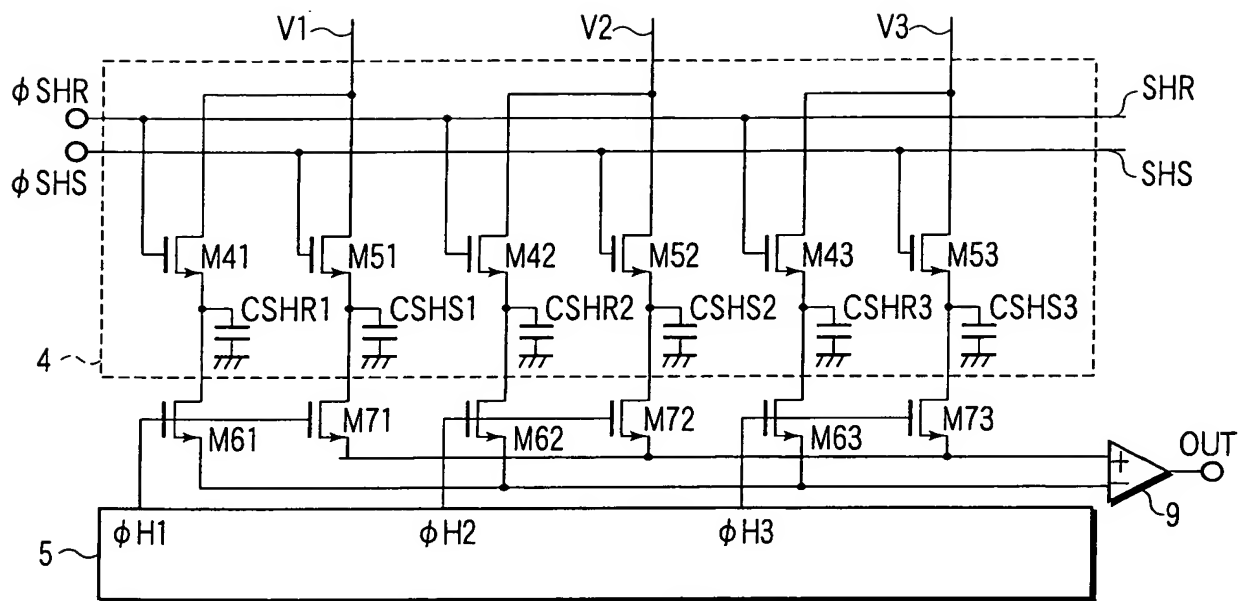 V1 V2 V3
φSHR SHR
φSHS SHS
M41 M51 M42 M52 M43 M53
CSHR1 CSHS1 CSHR2 CSHS2 CSHR3 CSHS3
4
M61 M71 M62 M72 M63 M73
OUT
+
−
9
φH1 φH2 φH3
5